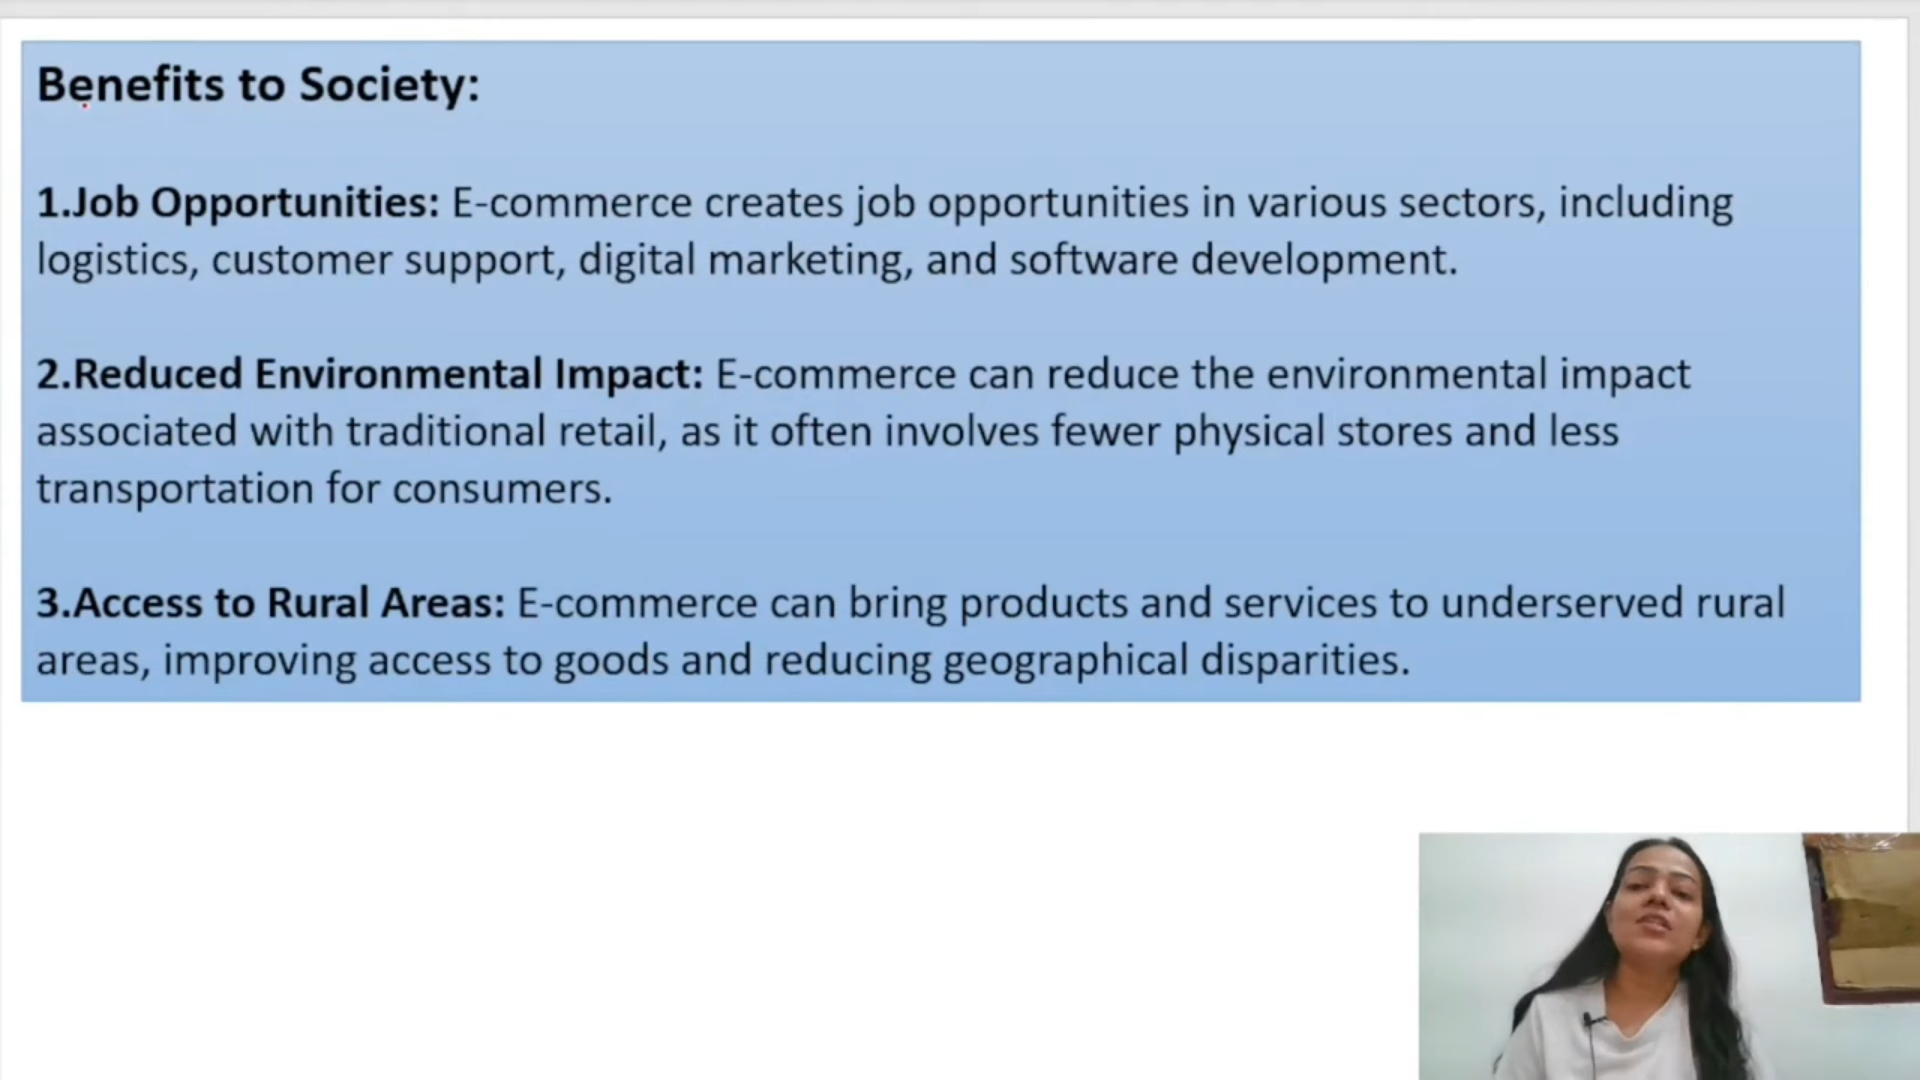 Benefits to Society:
1.Job Opportunities: E-commerce creates job opportunities in various sectors, including
logistics, customer support, digital marketing, and software development.
2.Reduced Environmental Impact: E-commerce can reduce the environmental impact
associated with traditional retail, as it often involves fewer physical stores and less
transportation for consumers.
3.Access to Rural Areas: E-commerce can bring products and services to underserved rural
areas, improving access to goods and reducing geographical disparities.